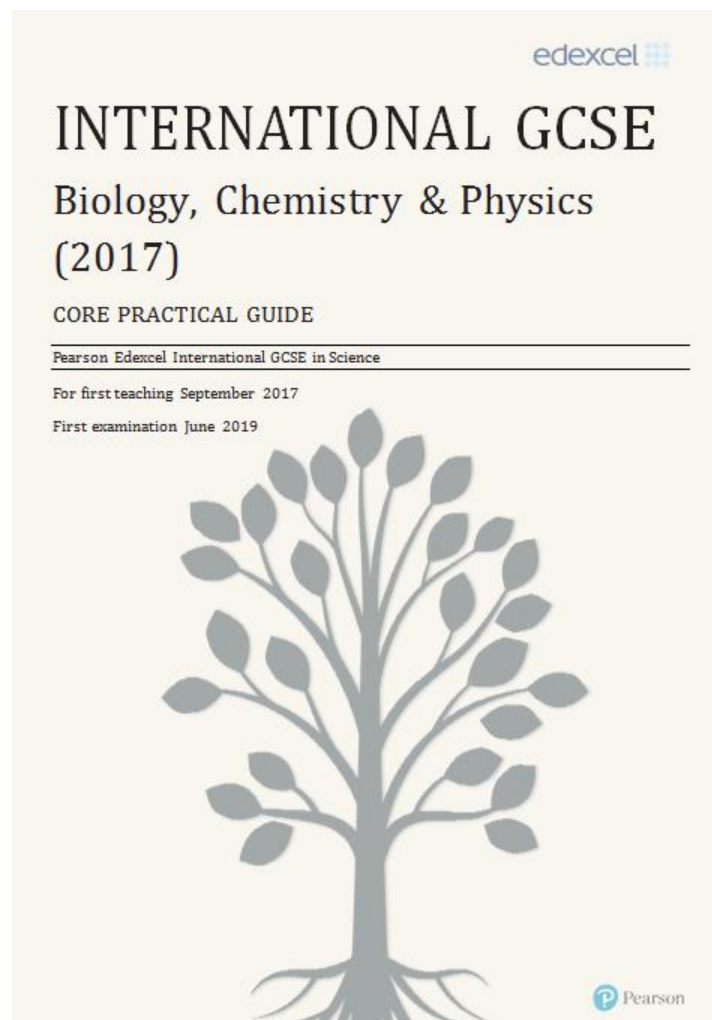 edexcel
INTERNATIONAL GCSE
Biology, Chemistry & Physics
(2017)
CORE PRACTICAL GUIDE
Pearson Edexcel International GCSE in Science
For first teaching September 2017
First examination June 2019
Pearson